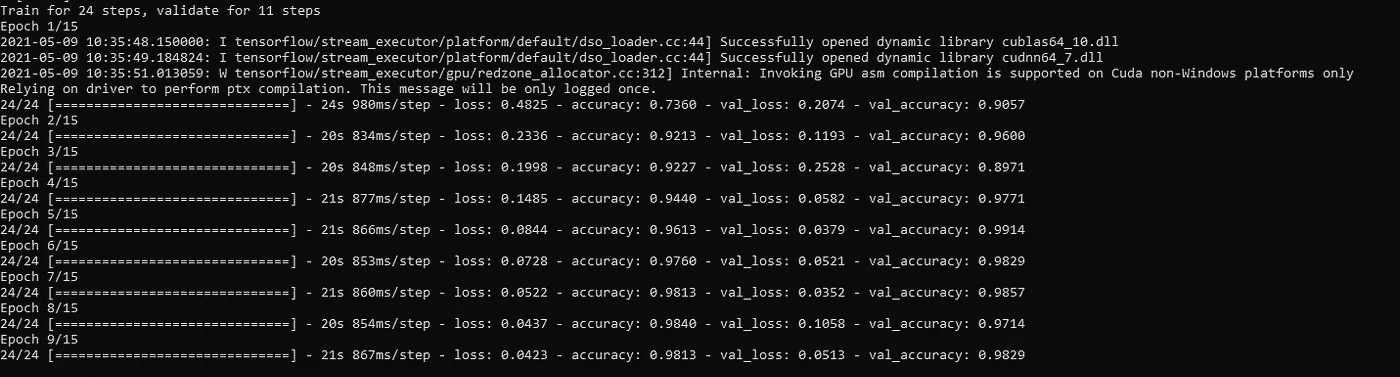 Train for 24 steps, validate for 11 steps
Epoch 1/15
2021-05-09 10:35:48.150000: I tensorflow/stream_executor/platform/default/dso_loader.cc:44] Successfully opened dynamic library cublas64_10.dll
2021-05-09 10:35:49.184824: I tensorflow/stream_executor/platform/default/dso_loader.cc:44] Successfully opened dynamic library cudnn64_7.dll
2021-05-09 10:35:51.013059: W tensorflow/stream_executor/gpu/redzone_allocator.cc:312] Internal: Invoking GPU asm compilation is supported on Cuda non-Windows platforms only
Relying on driver to perform ptx compilation. This message will be only logged once.
24/24 [==============================] - 24s 980ms/step - loss: 0.4825 - accuracy: 0.7360 - val_loss: 0.2074 - val_accuracy: 0.9057
Epoch 2/15
24/24 [==============================] - 20s 834ms/step - loss: 0.2336 - accuracy: 0.9213 - val_loss: 0.1193 - val_accuracy: 0.9600
Epoch 3/15
24/24 [==============================] - 20s 848ms/step - loss: 0.1998 - accuracy: 0.9227 - val_loss: 0.2528 - val_accuracy: 0.8971
Epoch 4/15
24/24 [==============================] - 21s 877ms/step - loss: 0.1485 - accuracy: 0.9440 - val_loss: 0.0582 - val_accuracy: 0.9771
Epoch 5/15
24/24 [==============================] - 21s 866ms/step - loss: 0.0844 - accuracy: 0.9613 - val_loss: 0.0379 - val_accuracy: 0.9914
Epoch 6/15
24/24 [==============================] - 20s 853ms/step - loss: 0.0728 - accuracy: 0.9760 - val_loss: 0.0521 - val_accuracy: 0.9829
Epoch 7/15
24/24 [==============================] - 21s 860ms/step - loss: 0.0522 - accuracy: 0.9813 - val_loss: 0.0352 - val_accuracy: 0.9857
Epoch 8/15
24/24 [==============================] - 20s 854ms/step - loss: 0.0437 - accuracy: 0.9840 - val_loss: 0.1058 - val_accuracy: 0.9714
Epoch 9/15
24/24 [==============================] - 21s 867ms/step - loss: 0.0423 - accuracy: 0.9813 - val_loss: 0.0513 - val_accuracy: 0.9829